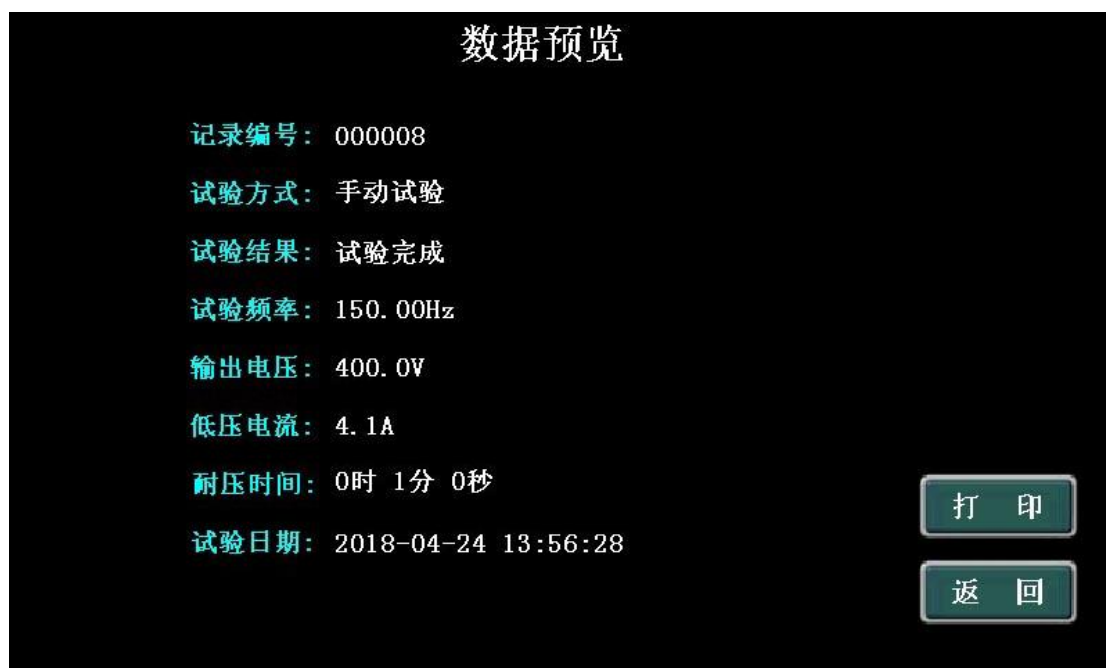 数据预览
记录编号: 000008
试验方式: 手动试验
试验结果: 试验完成
试验频率: 150.00Hz
输出电压: 400.0V
低压电流: 4.1A
耐压时间: 0时 1分 0秒
试验日期: 2018-04-24 13:56:28
打 印
返 回